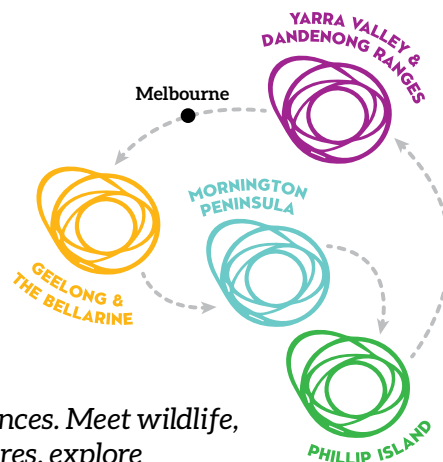 YARRA VALLEY &
DANDENONG RANGES
Melbourne
MORNINGTON
PENINSULA
GEELONG &
THE BELLARINE
nces. Meet wildlife,
res, explore
PHILLIP ISLAND